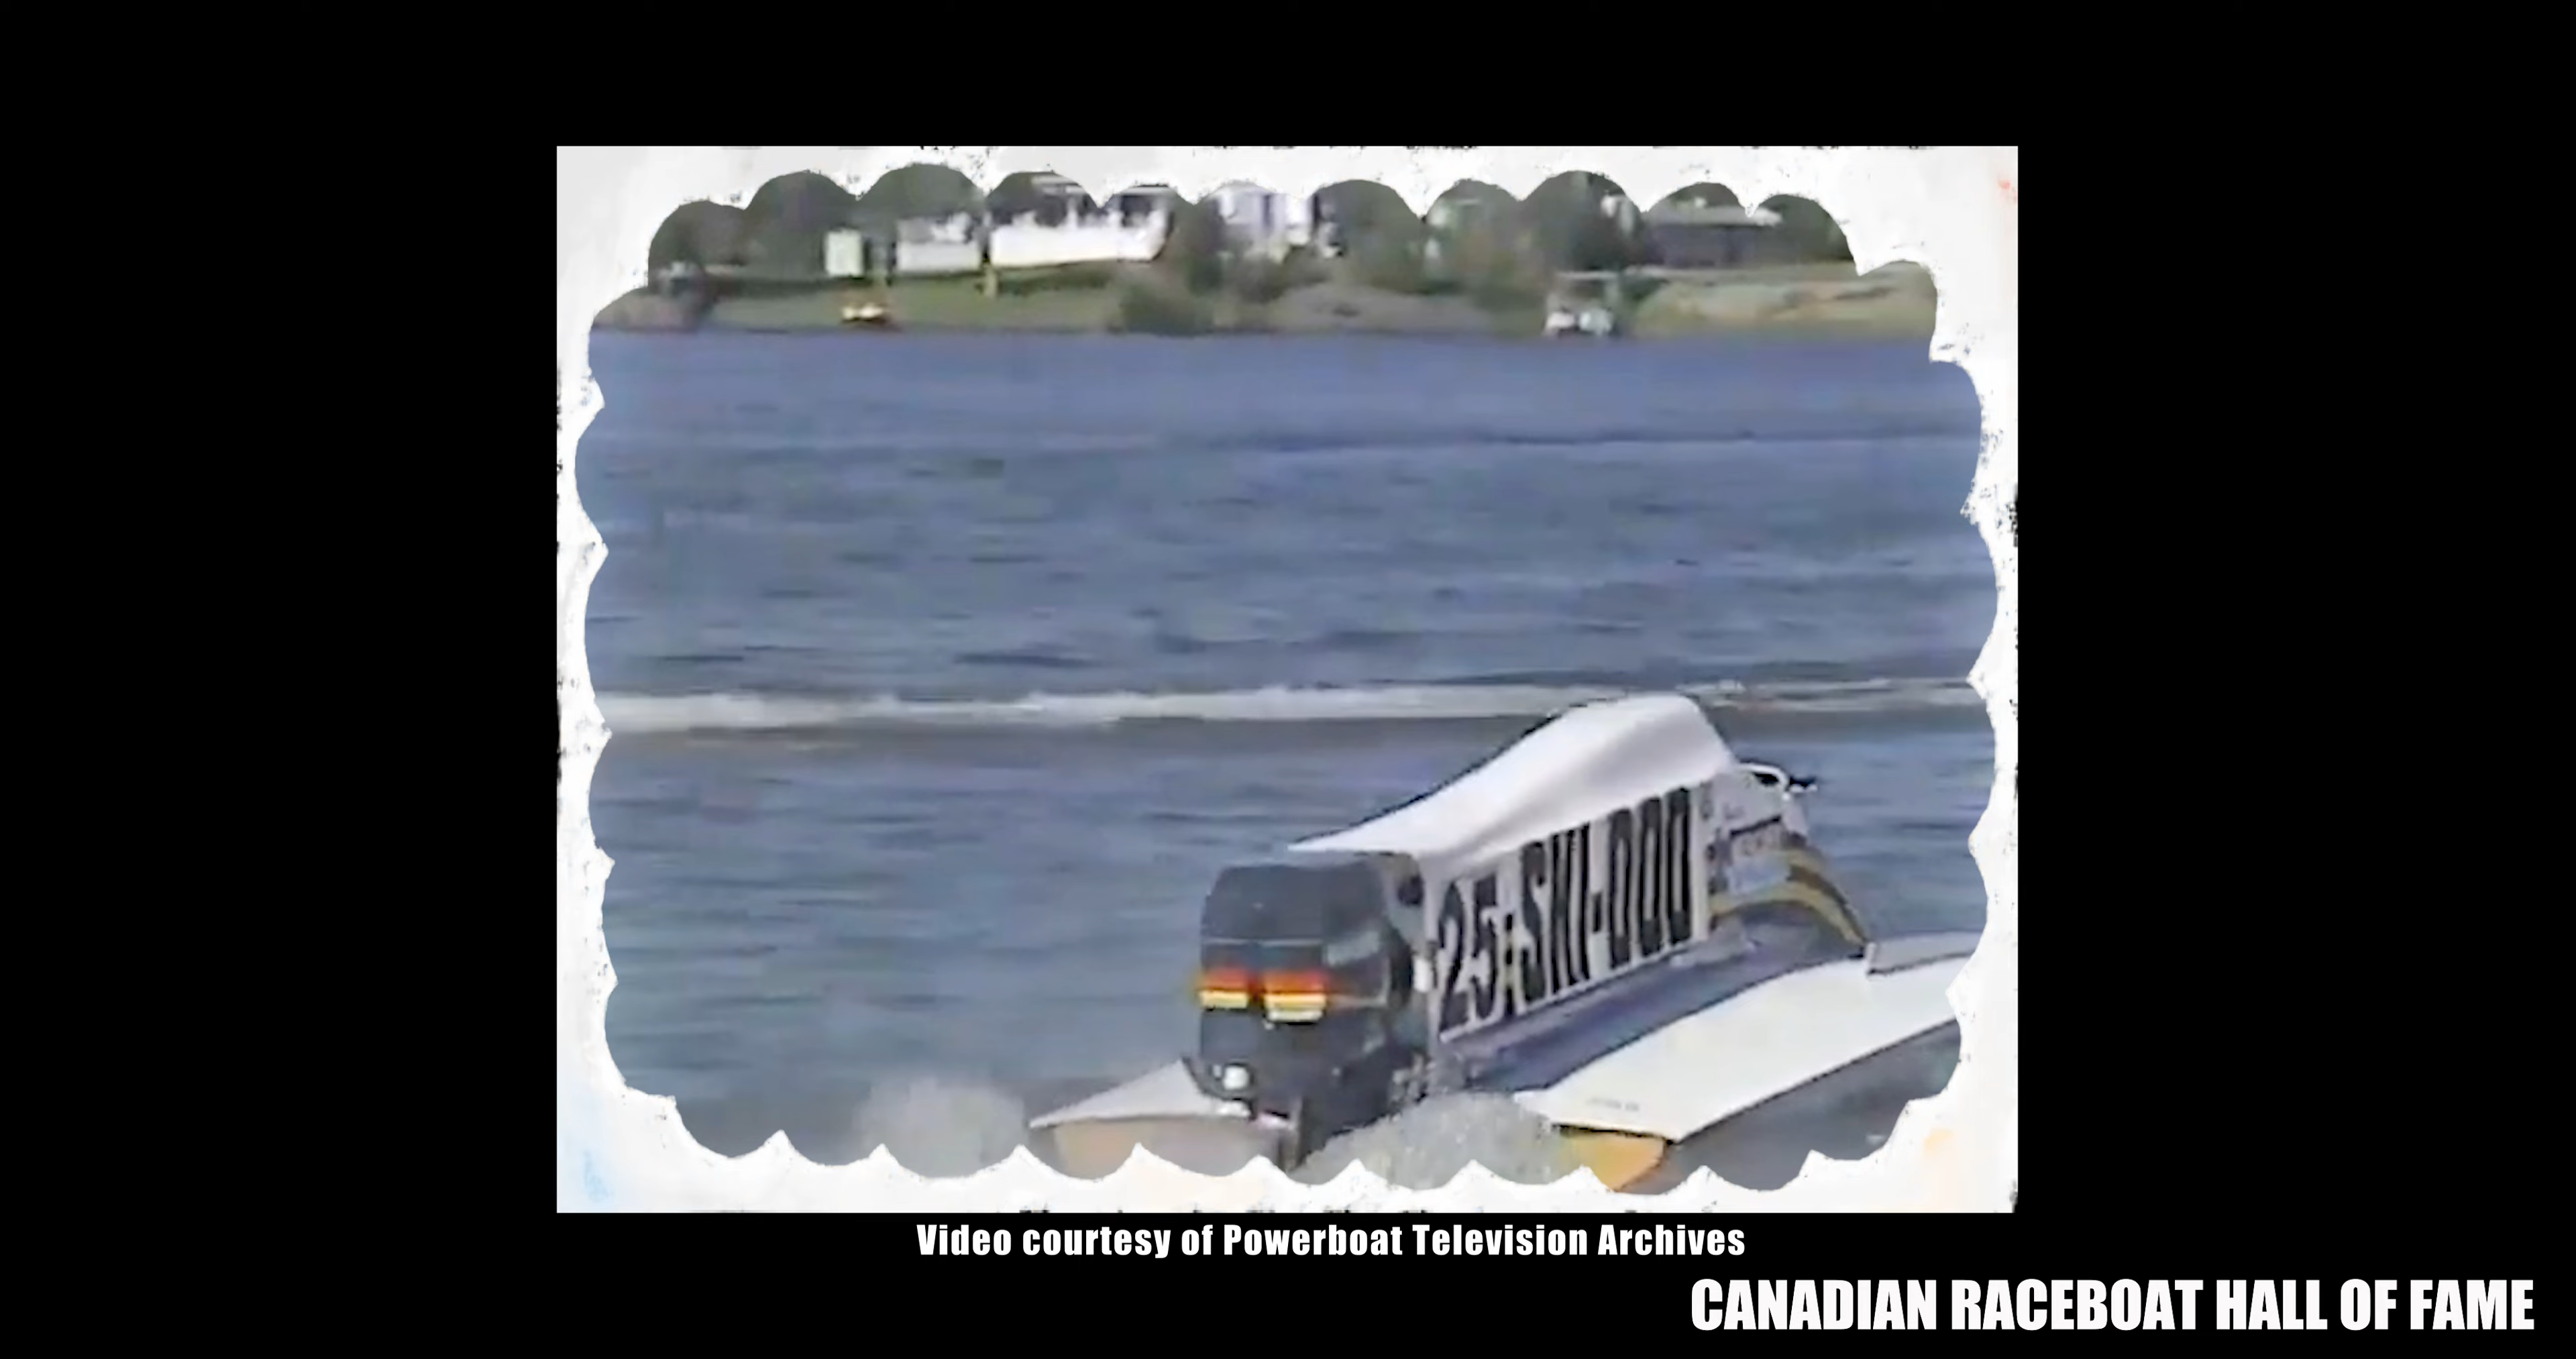 25 SKI-DOO
Video courtesy of Powerboat Television Archives
CANADIAN RACEBOAT HALL OF FAME